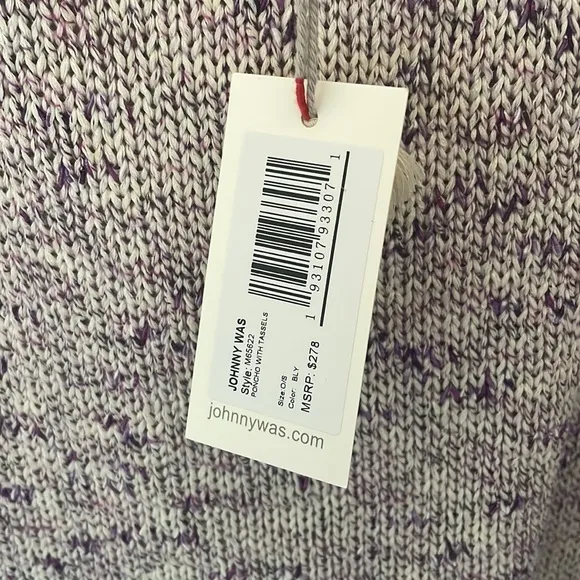 1 93107 93307 1
JOHNNY WAS
Style: M65622
PONCHO WITH TASSELS
Size: O/S
Color: BLY
MSRP: $278
johnnywas.com